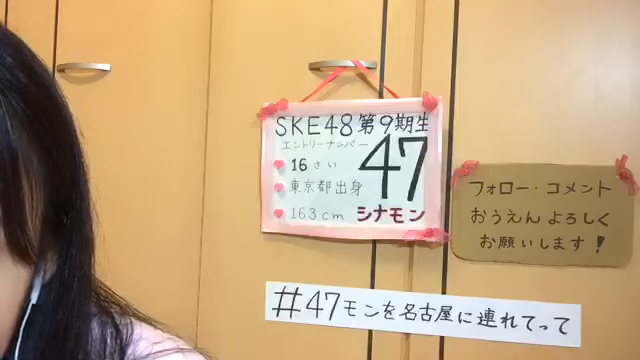 SKE48第9期生
エントリーナンバー
47
16さい
東京都出身
163cm
シナモン
フォロー・コメント
おうえんよろしく
お願いします!
#47モンを名古屋に連れてって